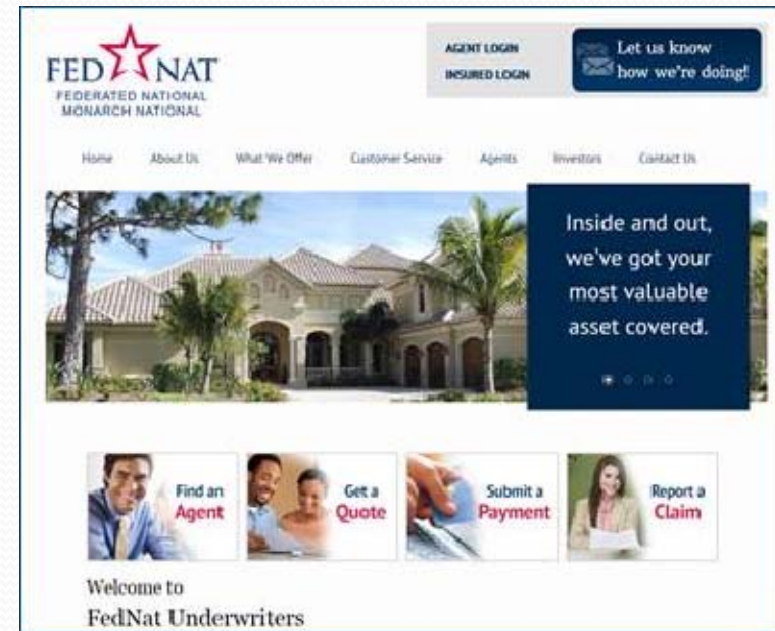 FED NAT
FEDERATED NATIONAL
MONARCH NATIONAL
AGENT LOGIN
INSURED LOGIN
Let us know
how we're doing!
Home About Us What We Offer Customer Service Agents Investors Contact Us
Inside and out,
we've got your
most valuable
asset covered.
Find an
Agent
Get a
Quote
Submit a
Payment
Report a
Claim
Welcome to
FedNat Underwriters